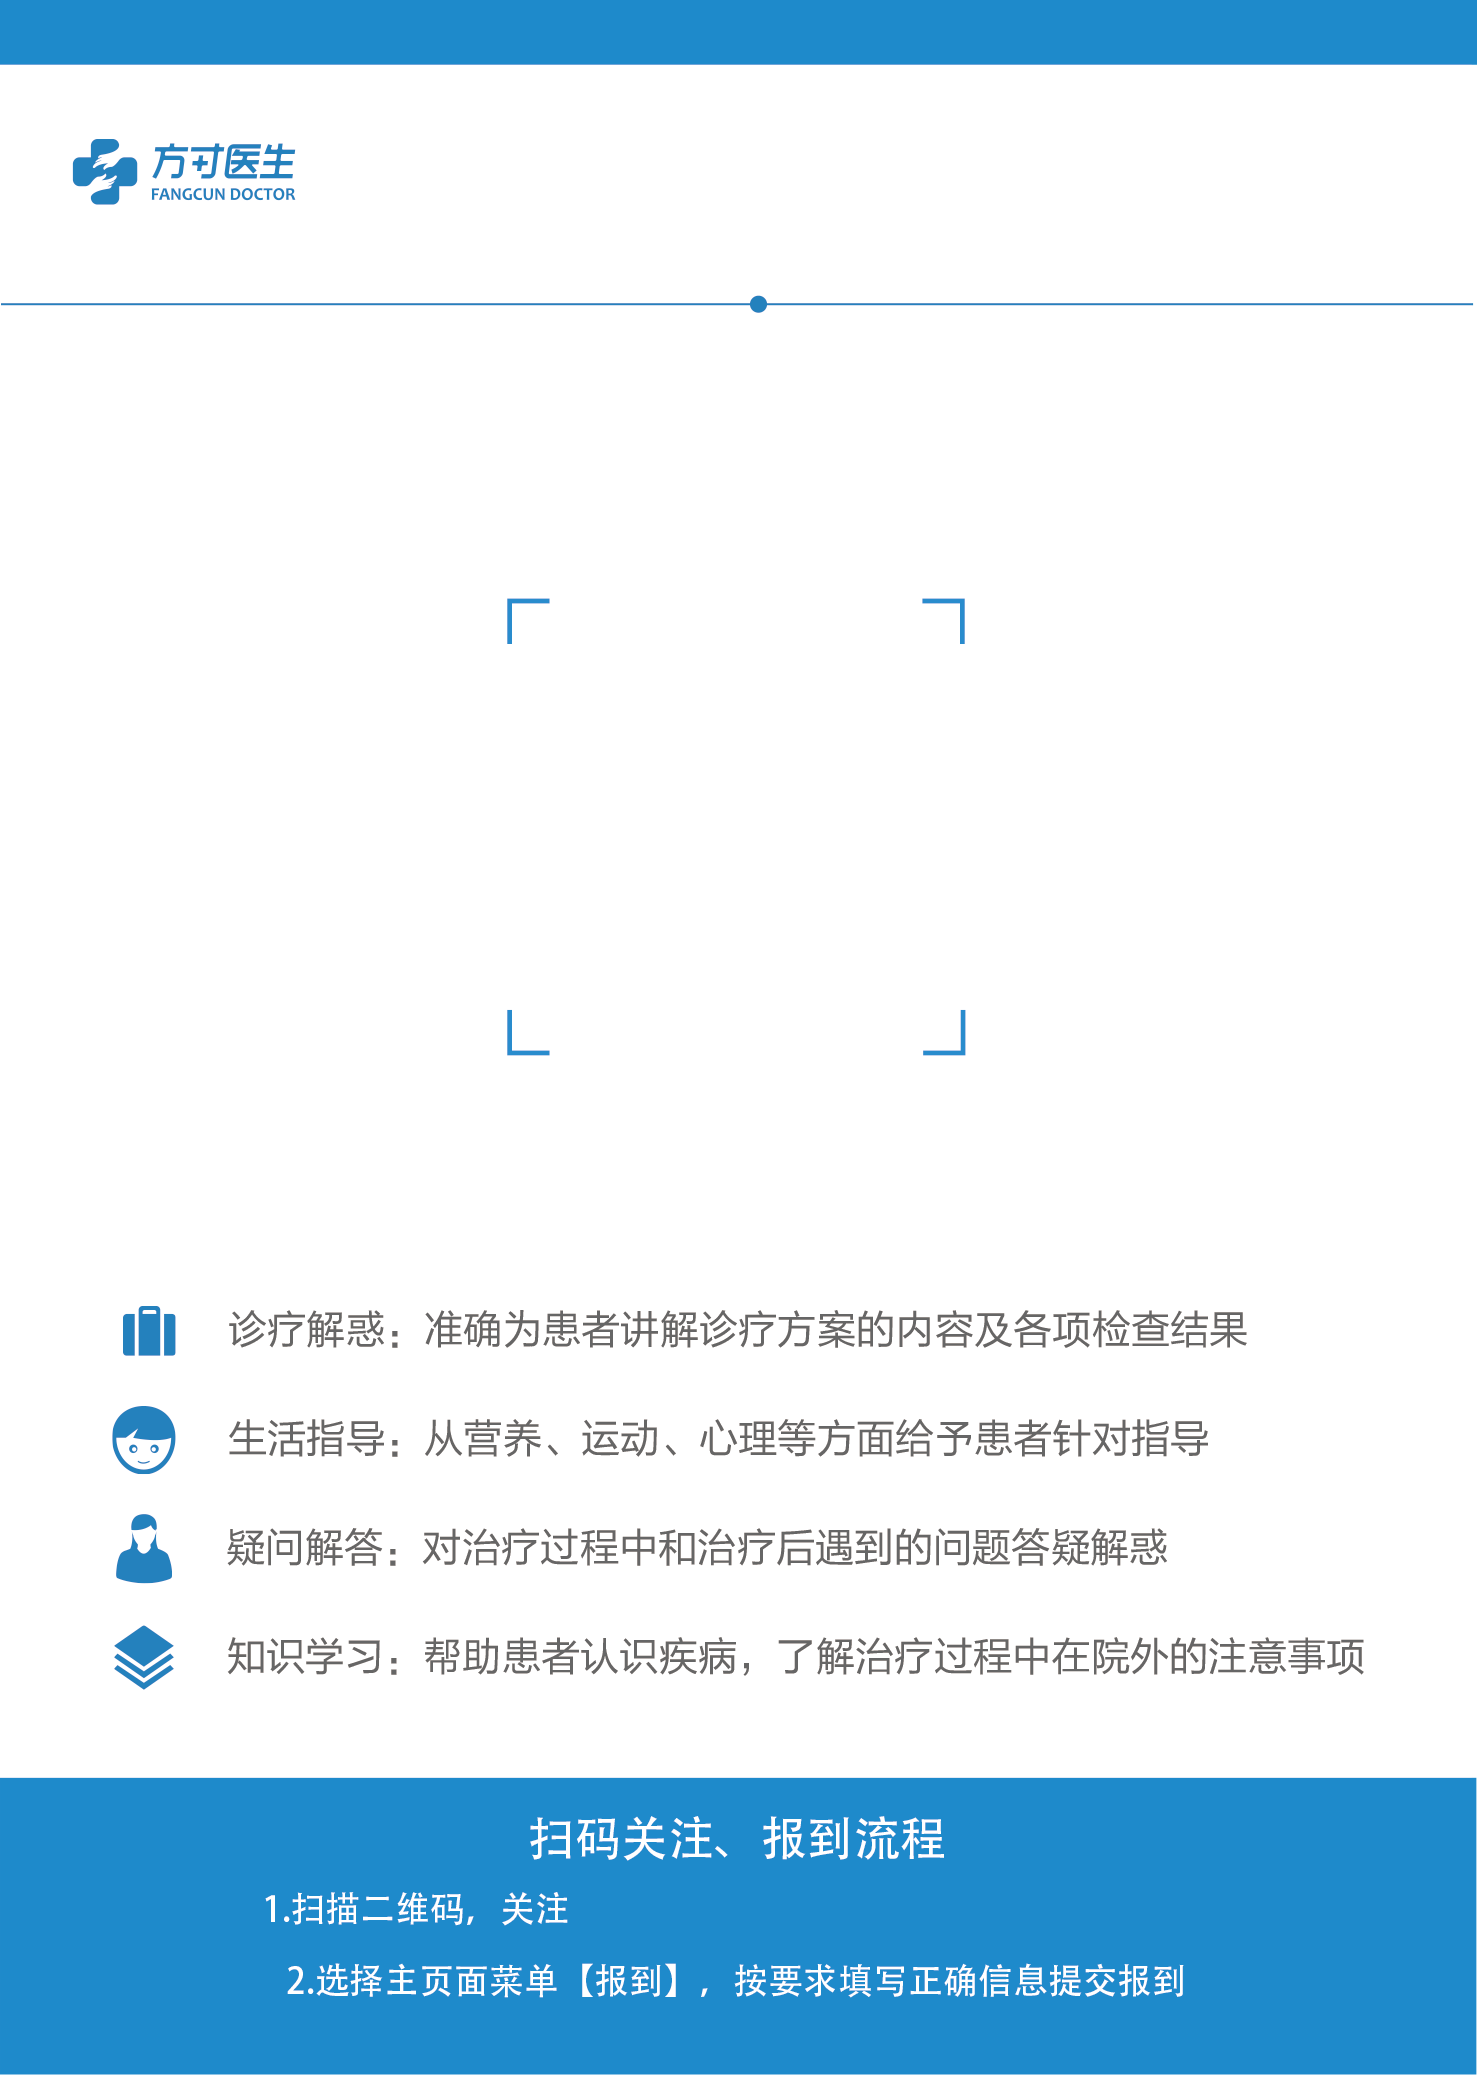 方寸医生
FANGCUN DOCTOR
诊疗解惑：准确为患者讲解诊疗方案的内容及各项检查结果
生活指导：从营养、运动、心理等方面给予患者针对指导
疑问解答：对治疗过程中和治疗后遇到的问题答疑解惑
知识学习：帮助患者认识疾病，了解治疗过程中在院外的注意事项
扫码关注、报到流程
1.扫描二维码，关注
2.选择主页面菜单【报到】，按要求填写正确信息提交报到